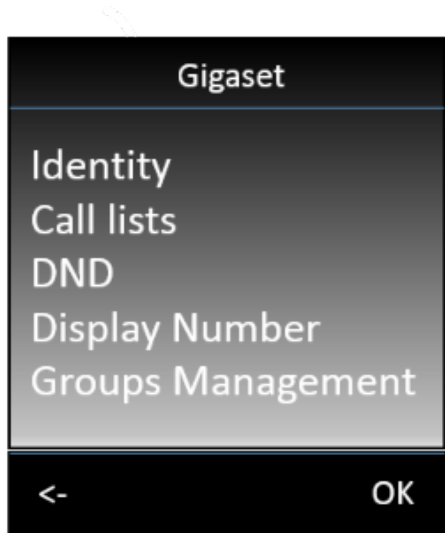 Gigaset
Identity
Call lists
DND
Display Number
Groups Management
<- OK